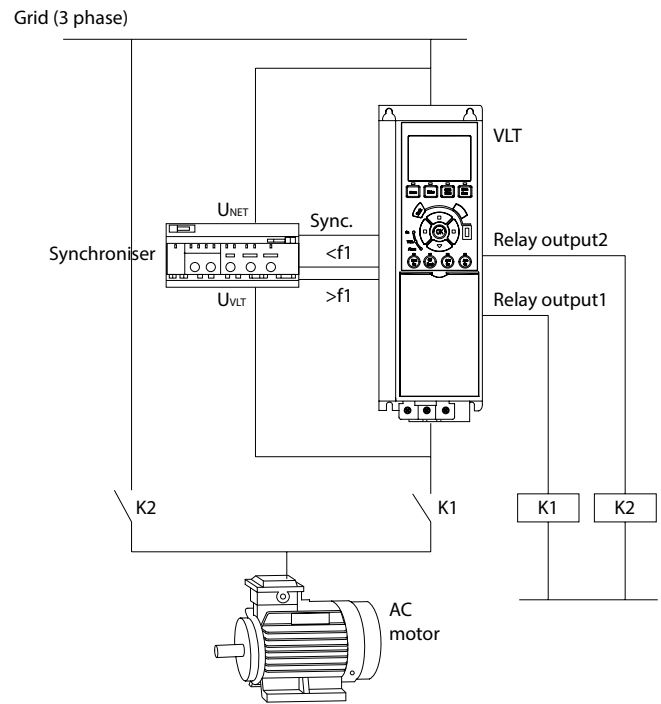 Grid (3 phase)
VLT
UNET
Sync.
Synchroniser
<f1
Relay output2
UVLT
>f1
Relay output1
K2
K1
K1
K2
AC
motor